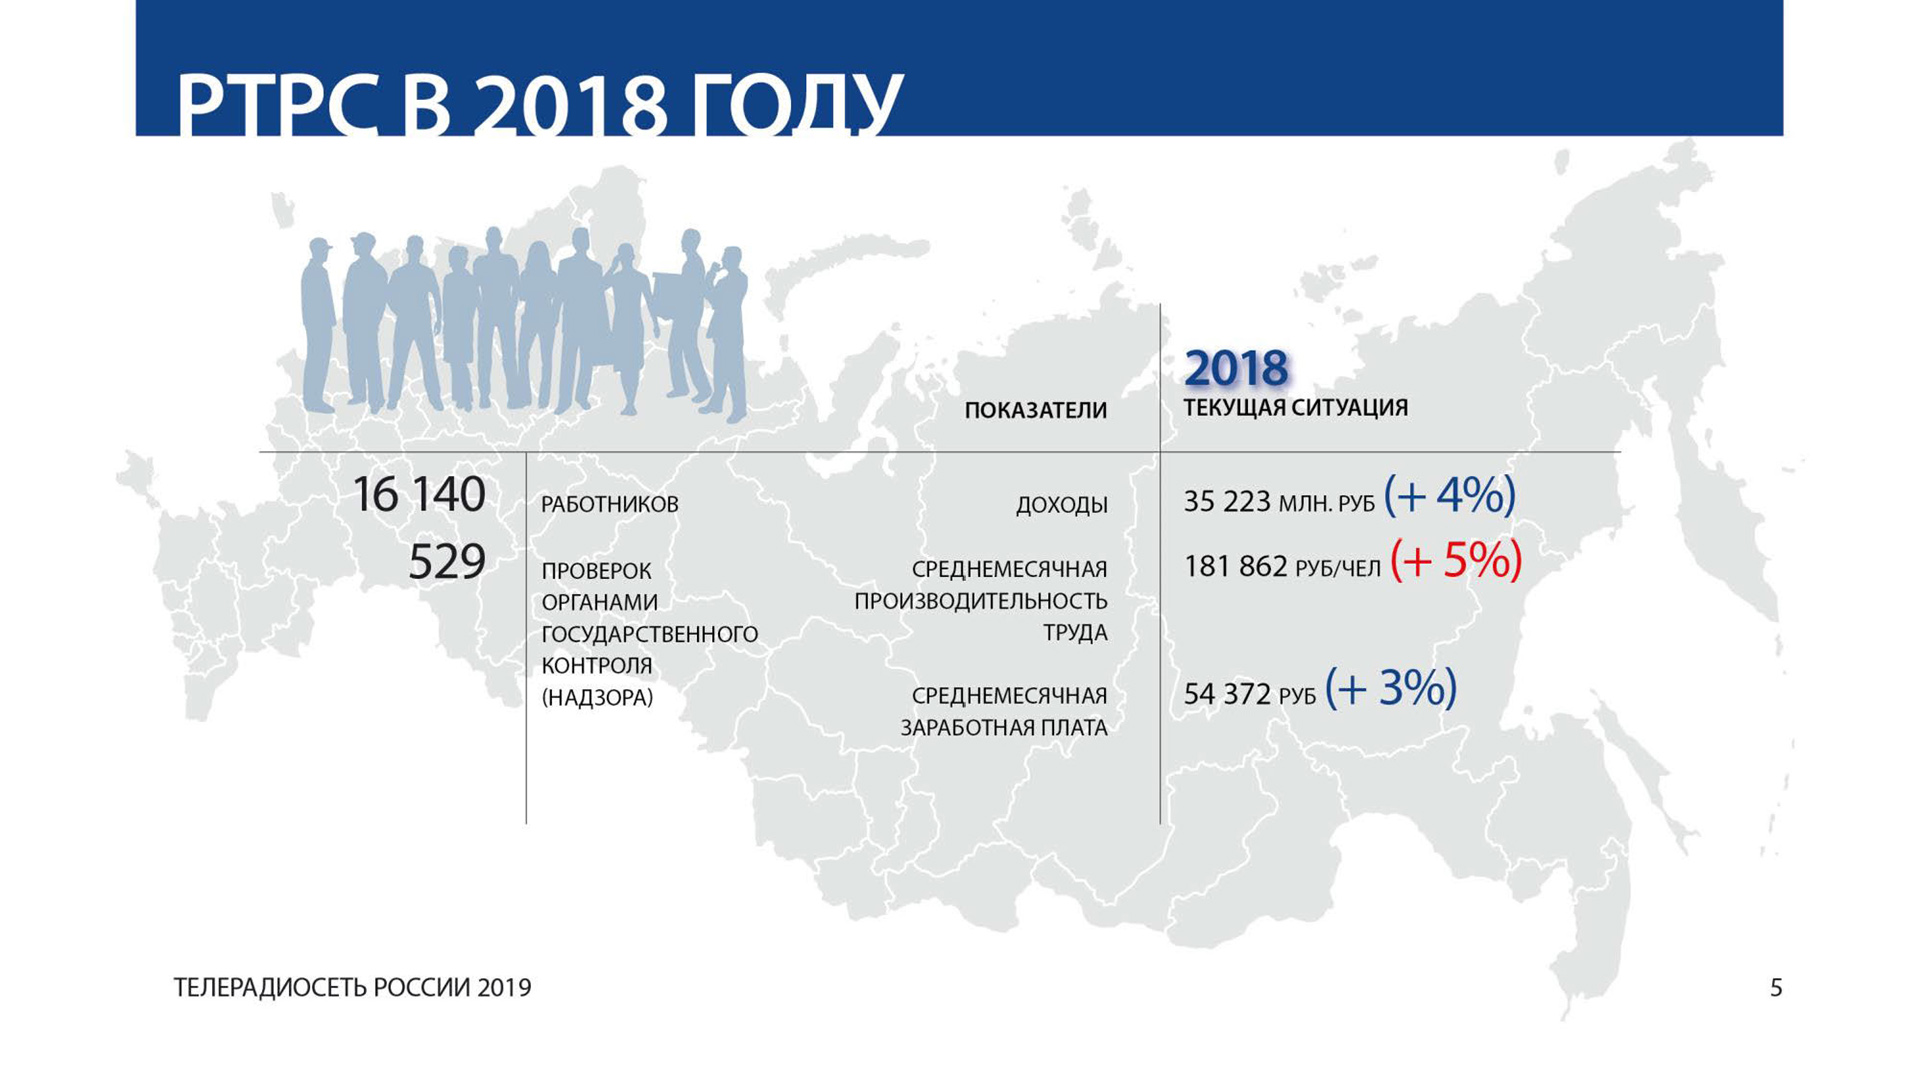 РТРС В 2018 ГОДУ
2018
ПОКАЗАТЕЛИ
ТЕКУЩАЯ СИТУАЦИЯ
16 140 РАБОТНИКОВ
529 ПРОВЕРОК
ОРГАНАМИ
ГОСУДАРСТВЕННОГО
КОНТРОЛЯ
(НАДЗОРА)
ДОХОДЫ
35 223 МЛН. РУБ (+ 4%)
СРЕДНЕМЕСЯЧНАЯ
ПРОИЗВОДИТЕЛЬНОСТЬ
ТРУДА
181 862 РУБ/ЧЕЛ (+ 5%)
СРЕДНЕМЕСЯЧНАЯ
ЗАРАБОТНАЯ ПЛАТА
54 372 РУБ (+ 3%)
ТЕЛЕРАДИОСЕТЬ РОССИИ 2019
5